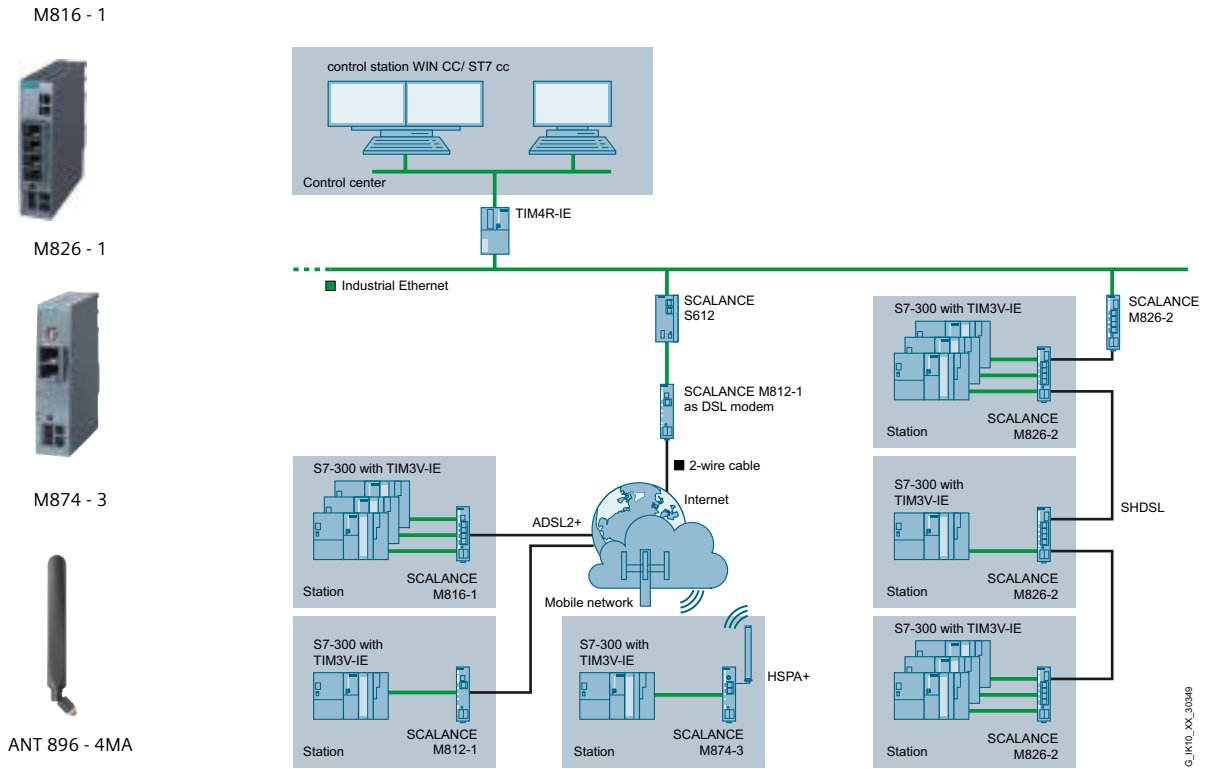 M816 - 1
M826 - 1
M874 - 3
ANT 896 - 4MA
control station WIN CC/ ST7 cc
Control center
TIM4R-IE
Industrial Ethernet
SCALANCE
S612
SCALANCE M812-1
as DSL modem
2-wire cable
Internet
ADSL2+
Mobile network
S7-300 with TIM3V-IE
Station
SCALANCE
M816-1
S7-300 with
TIM3V-IE
Station
SCALANCE
M812-1
S7-300 with
TIM3V-IE
Station
SCALANCE
M874-3
HSPA+
SCALANCE
M826-2
S7-300 with TIM3V-IE
Station
SCALANCE
M826-2
SHDSL
S7-300 with
TIM3V-IE
Station
SCALANCE
M826-2
S7-300 with TIM3V-IE
Station
SCALANCE
M826-2
G_IK10_XX_30349